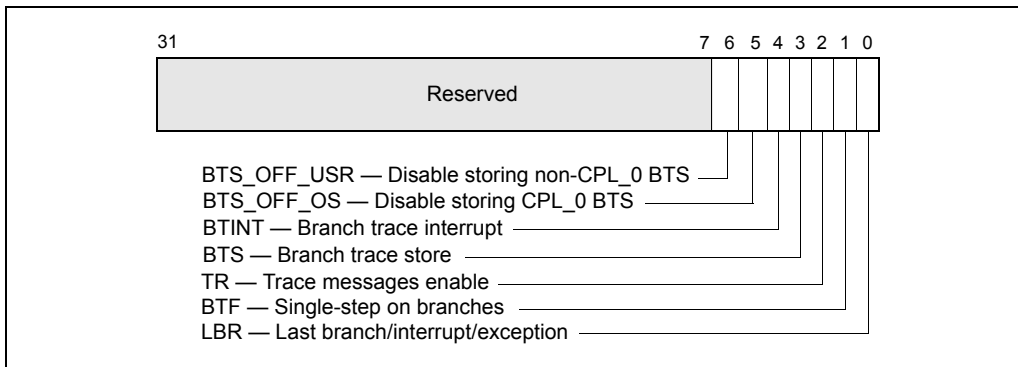 31 7 6 5 4 3 2 1 0
Reserved
BTS_OFF_USR — Disable storing non-CPL_0 BTS
BTS_OFF_OS — Disable storing CPL_0 BTS
BTINT — Branch trace interrupt
BTS — Branch trace store
TR — Trace messages enable
BTF — Single-step on branches
LBR — Last branch/interrupt/exception